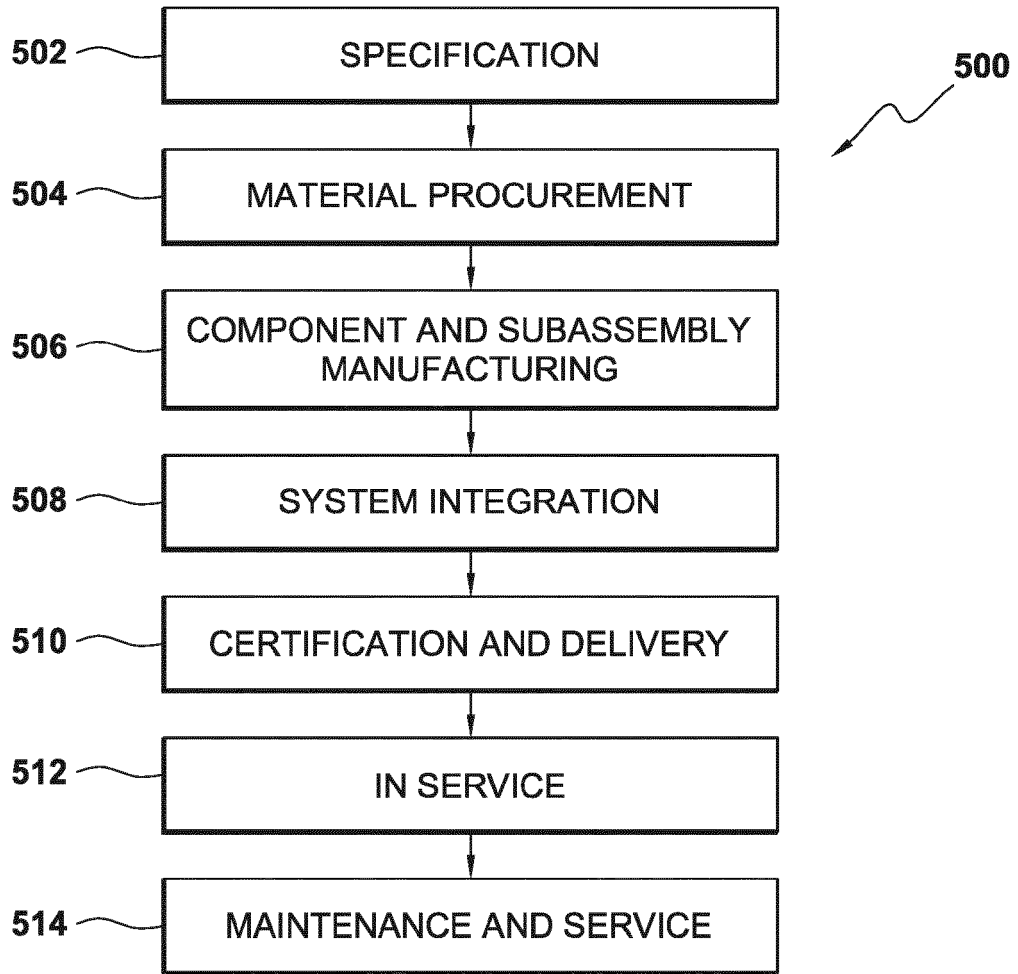 502
SPECIFICATION
500
504
MATERIAL PROCUREMENT
506
COMPONENT AND SUBASSEMBLY
MANUFACTURING
508
SYSTEM INTEGRATION
510
CERTIFICATION AND DELIVERY
512
IN SERVICE
514
MAINTENANCE AND SERVICE